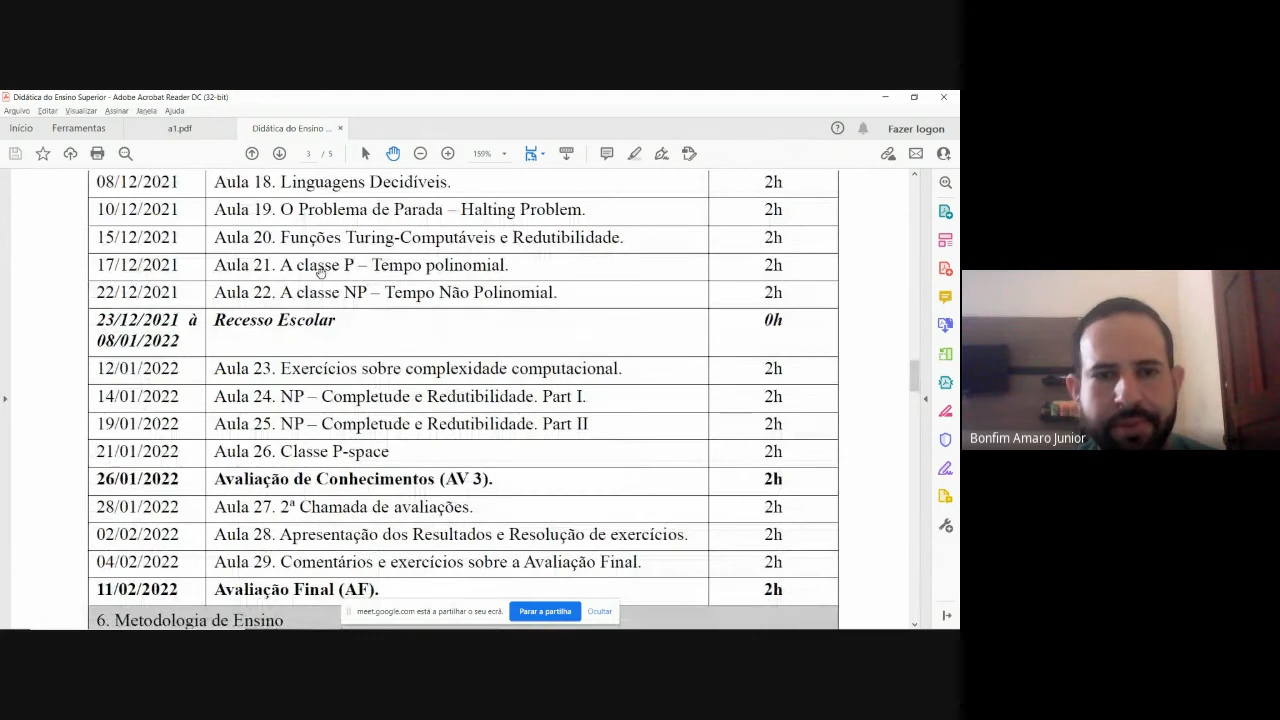 Didática do Ensino Superior - Adobe Acrobat Reader DC (32-bit)
Arquivo Editar Visualizar Assinar Janela Ajuda
Início Ferramentas a1.pdf Didática do Ensino ... × Fazer logon
3 / 5 159%
08/12/2021 Aula 18. Linguagens Decidíveis. 2h
10/12/2021 Aula 19. O Problema de Parada – Halting Problem. 2h
15/12/2021 Aula 20. Funções Turing-Computáveis e Redutibilidade. 2h
17/12/2021 Aula 21. A classe P – Tempo polinomial. 2h
22/12/2021 Aula 22. A classe NP – Tempo Não Polinomial. 2h
23/12/2021 à Recesso Escolar 0h
08/01/2022
12/01/2022 Aula 23. Exercícios sobre complexidade computacional. 2h
14/01/2022 Aula 24. NP – Completude e Redutibilidade. Part I. 2h
19/01/2022 Aula 25. NP – Completude e Redutibilidade. Part II 2h
21/01/2022 Aula 26. Classe P-space 2h
26/01/2022 Avaliação de Conhecimentos (AV 3). 2h
28/01/2022 Aula 27. 2ª Chamada de avaliações. 2h
02/02/2022 Aula 28. Apresentação dos Resultados e Resolução de exercícios. 2h
04/02/2022 Aula 29. Comentários e exercícios sobre a Avaliação Final. 2h
11/02/2022 Avaliação Final (AF). 2h
6. Metodologia de Ensino
meet.google.com está a partilhar o seu ecrã. Parar a partilha Ocultar
Bonfim Amaro Junior